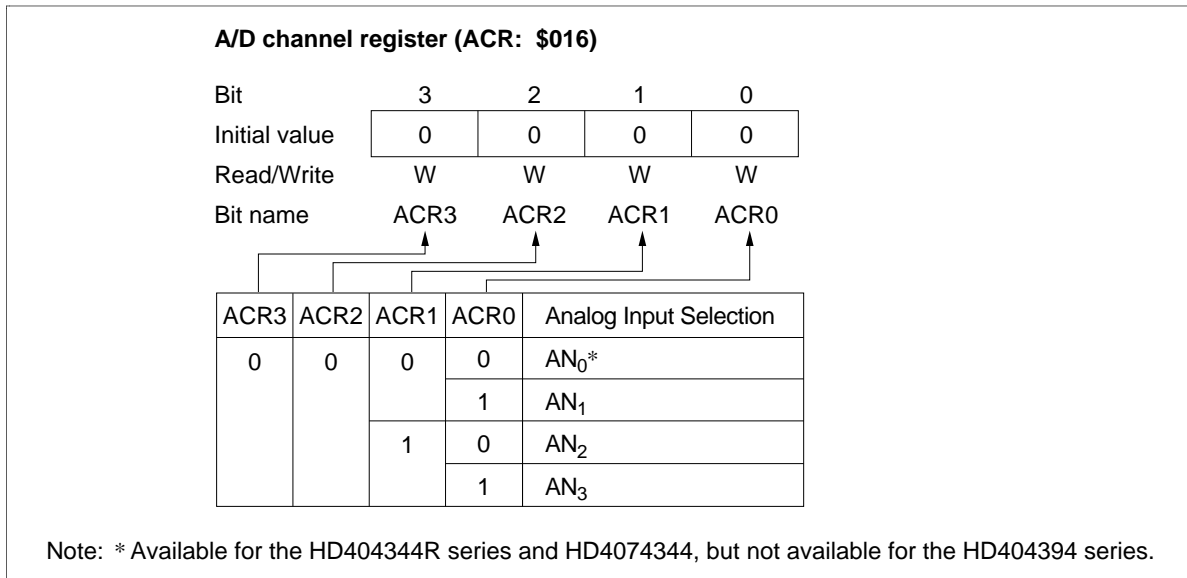 A/D channel register (ACR: $016)
Bit 3 2 1 0
Initial value 0 0 0 0
Read/Write W W W W
Bit name ACR3 ACR2 ACR1 ACR0
ACR3 ACR2 ACR1 ACR0 Analog Input Selection
0 0 0 0 AN0*
1 AN1
1 0 AN2
1 AN3
Note: * Available for the HD404344R series and HD4074344, but not available for the HD404394 series.